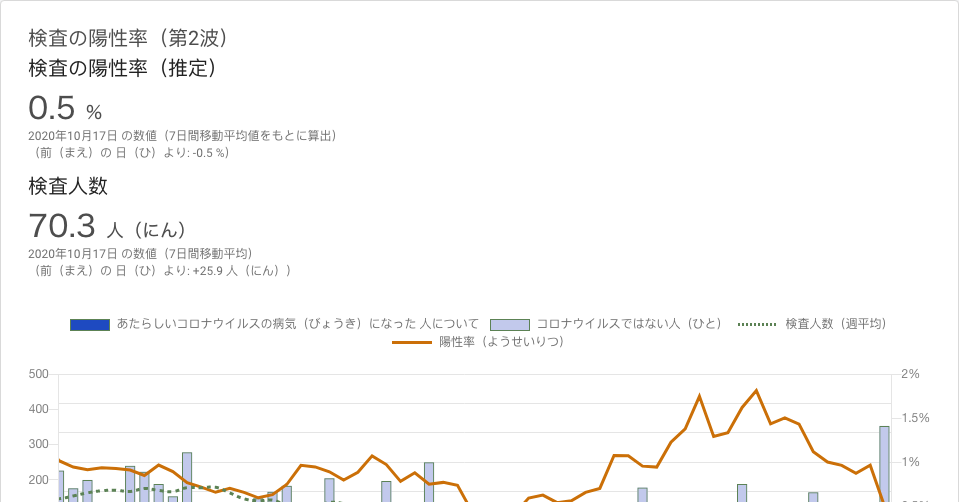 検査の陽性率（第2波）
検査の陽性率（推定）
0.5 %
2020年10月17日 の数値（7日間移動平均値をもとに算出）
（前（まえ）の 日（ひ）より: -0.5 %）
検査人数
70.3 人（にん）
2020年10月17日 の数値（7日間移動平均）
（前（まえ）の 日（ひ）より: +25.9 人（にん））
あたらしいコロナウイルスの病気（びょうき）になった 人について コロナウイルスではない人（ひと） 検査人数（週平均）
陽性率（ようせいりつ）
500 2%
400 1.5%
300 1%
200